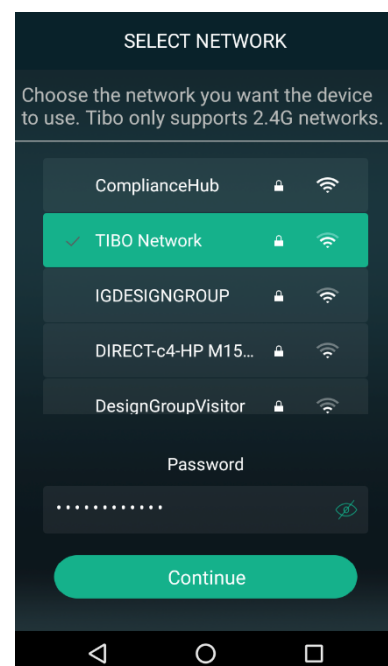 SELECT NETWORK
Choose the network you want the device
to use. Tibo only supports 2.4G networks.
ComplianceHub
TIBO Network
IGDESIGNGROUP
DIRECT-c4-HP M15...
DesignGroupVisitor
Password
••••••••••••
Continue